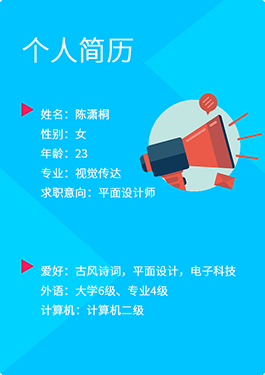 个人简历
姓名：陈潇桐
性别：女
年龄：23
专业：视觉传达
求职意向：平面设计师
爱好：古风诗词，平面设计，电子科技
外语：大学6级、专业4级
计算机：计算机二级